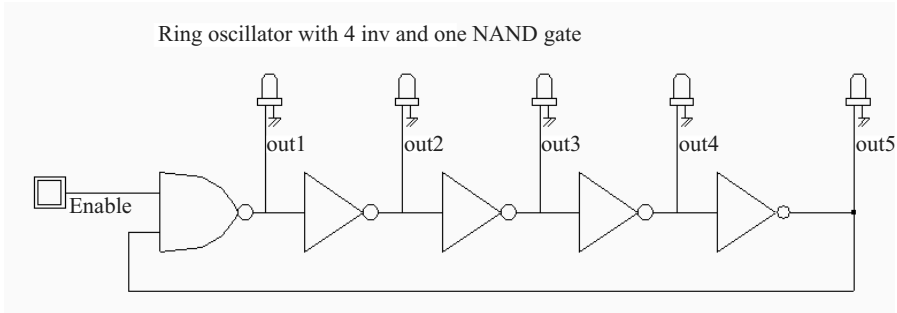 Ring oscillator with 4 inv and one NAND gate
out1 out2 out3 out4 out5
Enable